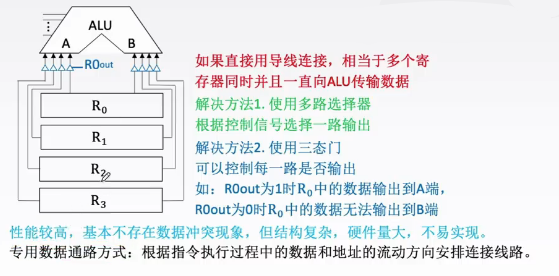 ALU
A
B
R0out
R₀
R₁
R₂
R₃
如果直接用导线连接，相当于多个寄
存器同时并且一直向ALU传输数据
解决方法1. 使用多路选择器
根据控制信号选择一路输出
解决方法2. 使用三态门
可以控制每一路是否输出
如：R0out为1时R₀中的数据输出到A端，
R0out为0时R₀中的数据无法输出到B端
性能较高，基本不存在数据冲突现象，但结构复杂，硬件量大，不易实现。
专用数据通路方式：根据指令执行过程中的数据和地址的流动方向安排连接线路。